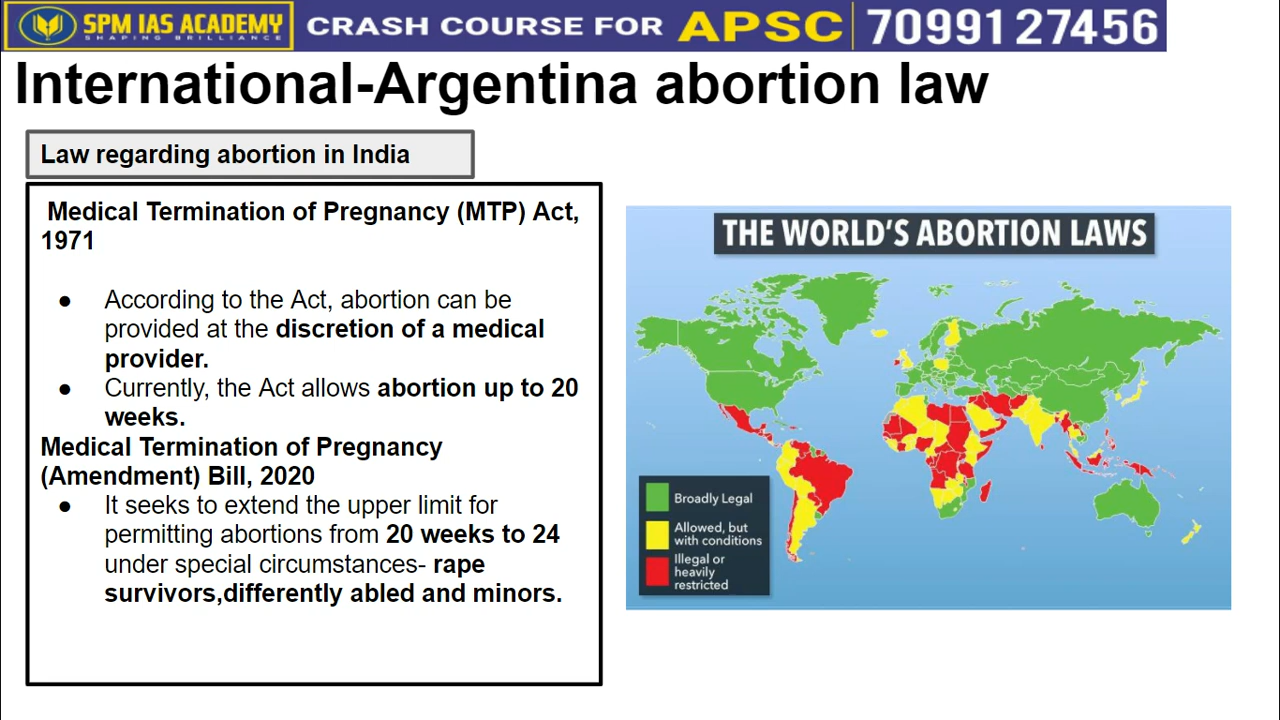 SPM IAS ACADEMY
SHAPING BRILLIANCE
CRASH COURSE FOR APSC 7099127456
International-Argentina abortion law
Law regarding abortion in India
Medical Termination of Pregnancy (MTP) Act,
1971
● According to the Act, abortion can be
provided at the discretion of a medical
provider.
● Currently, the Act allows abortion up to 20
weeks.
Medical Termination of Pregnancy
(Amendment) Bill, 2020
● It seeks to extend the upper limit for
permitting abortions from 20 weeks to 24
under special circumstances- rape
survivors,differently abled and minors.
THE WORLD'S ABORTION LAWS
Broadly Legal
Allowed, but
with conditions
Illegal or
heavily
restricted